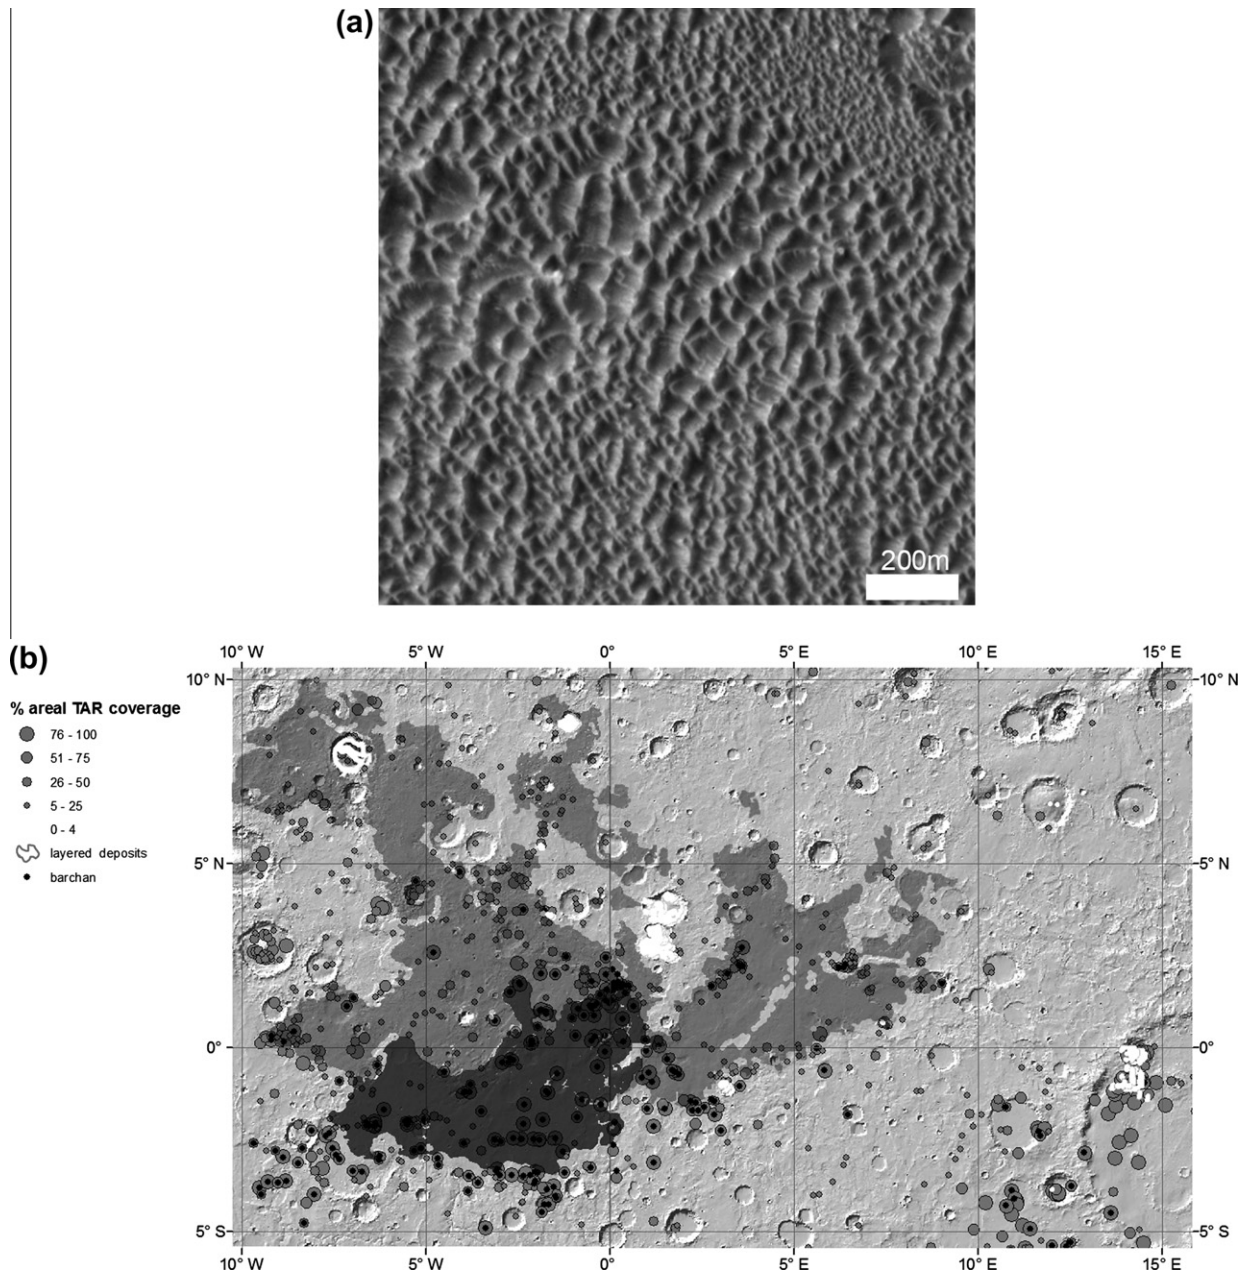 (a)
200m
(b)
10° W 5° W 0° 5° E 10° E 15° E
10° N 10° N
% areal TAR coverage
76 - 100
51 - 75
26 - 50
5 - 25
0 - 4
layered deposits
barchan
5° N 5° N
0° 0°
5° S 5° S
10° W 5° W 0° 5° E 10° E 15° E